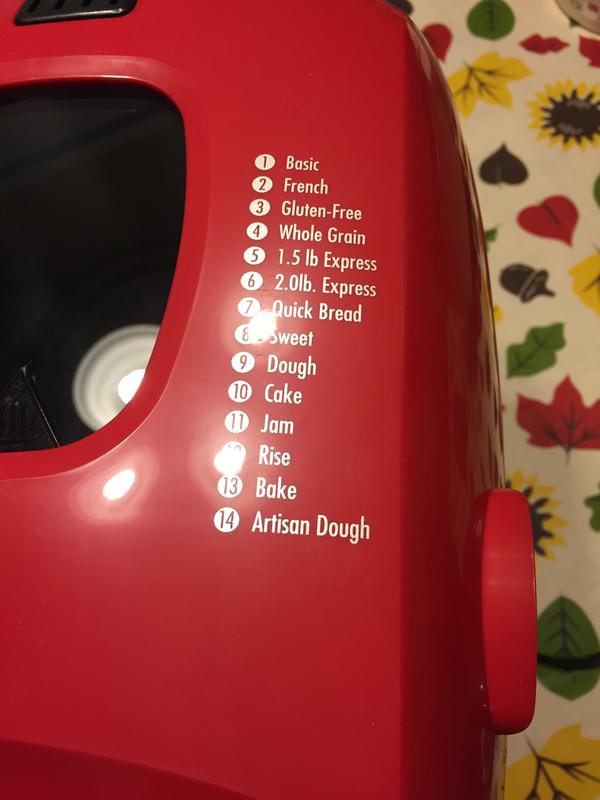 1 Basic
2 French
3 Gluten-Free
4 Whole Grain
5 1.5 lb Express
6 2.0lb. Express
7 Quick Bread
8 Sweet
9 Dough
10 Cake
11 Jam
12 Rise
13 Bake
14 Artisan Dough